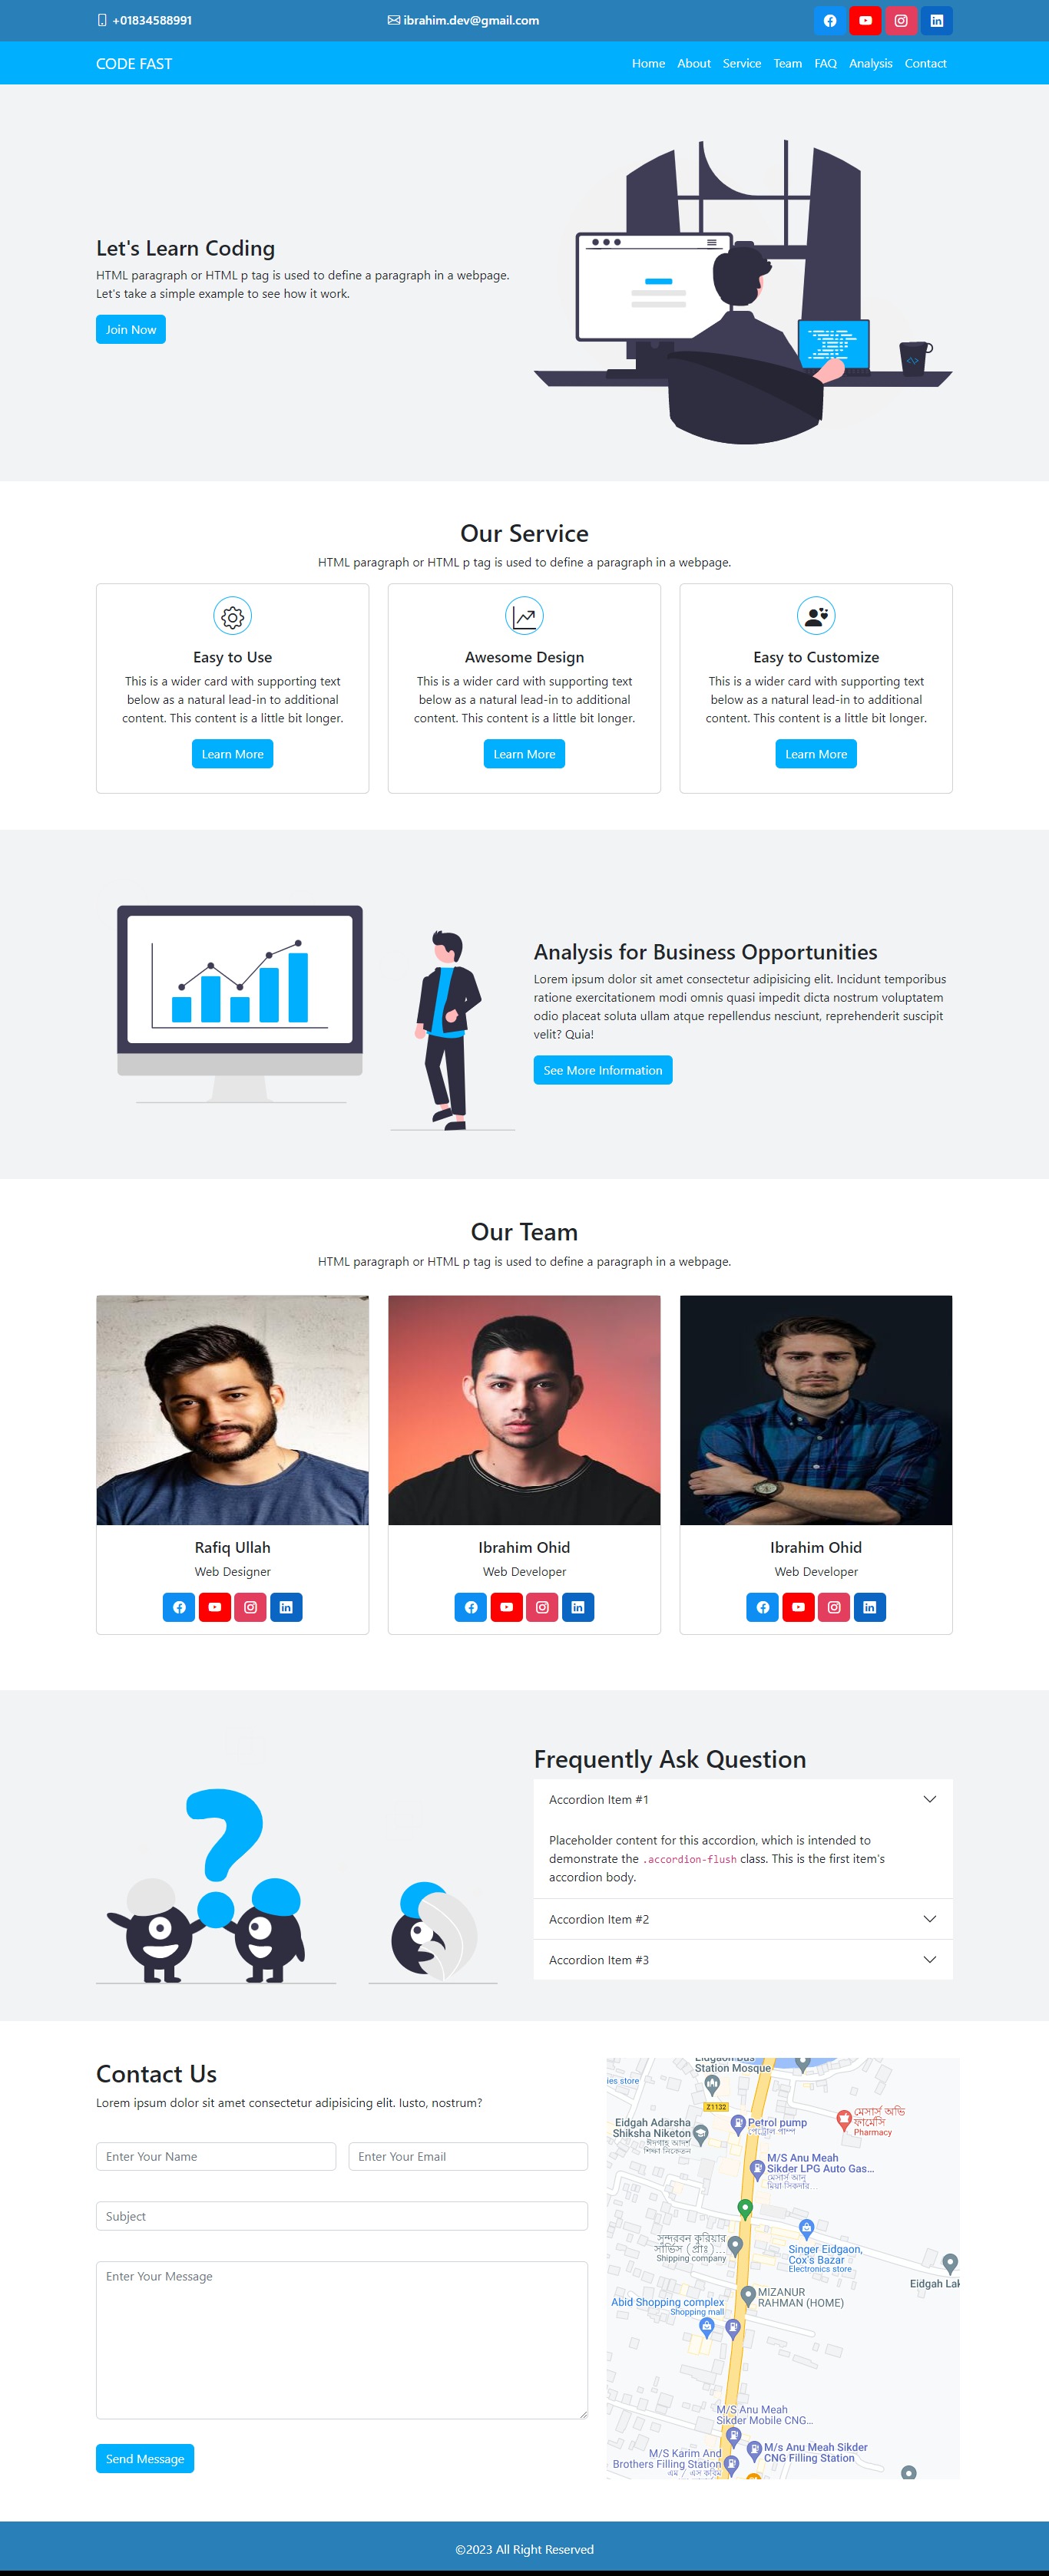 +01834588991
ibrahim.dev@gmail.com
CODE FAST
Home About Service Team FAQ Analysis Contact
Let's Learn Coding
HTML paragraph or HTML p tag is used to define a paragraph in a webpage.
Let's take a simple example to see how it work.
Join Now
Our Service
HTML paragraph or HTML p tag is used to define a paragraph in a webpage.
Easy to Use
This is a wider card with supporting text
below as a natural lead-in to additional
content. This content is a little bit longer.
Learn More
Awesome Design
This is a wider card with supporting text
below as a natural lead-in to additional
content. This content is a little bit longer.
Learn More
Easy to Customize
This is a wider card with supporting text
below as a natural lead-in to additional
content. This content is a little bit longer.
Learn More
Analysis for Business Opportunities
Lorem ipsum dolor sit amet consectetur adipisicing elit. Incidunt temporibus
ratione exercitationem modi omnis quasi impedit dicta nostrum voluptatem
odio placeat soluta ullam atque repellendus nesciunt, reprehenderit suscipit
velit? Quia!
See More Information
Our Team
HTML paragraph or HTML p tag is used to define a paragraph in a webpage.
Rafiq Ullah
Web Designer
Ibrahim Ohid
Web Developer
Ibrahim Ohid
Web Developer
Frequently Ask Question
Accordion Item #1
Placeholder content for this accordion, which is intended to
demonstrate the .accordion-flush class. This is the first item's
accordion body.
Accordion Item #2
Accordion Item #3
Contact Us
Lorem ipsum dolor sit amet consectetur adipisicing elit. Iusto, nostrum?
Enter Your Name
Enter Your Email
Subject
Enter Your Message
Send Message
Station Mosque
ies store
Z1132
Eidgah Adarsha
Shiksha Niketon
ঈদগাহ আদর্শ
শিক্ষা নিকেতন
Petrol pump
পেট্রোল পাম্প
মেসার্স অভি
ফার্মেসি
Pharmacy
M/S Anu Meah
Sikder LPG Auto Gas...
মেসার্স আনু
মিয়া সিকদার...
সুন্দরবন কুরিয়ার
সার্ভিস (প্রাঃ)...
Shipping company
Singer Eidgaon,
Cox's Bazar
Electronics store
Eidgah Lak
MIZANUR
RAHMAN (HOME)
Abid Shopping complex
Shopping mall
M/S Anu Meah
Sikder Mobile CNG...
M/s Anu Meah Sikder
CNG Filling Station
M/S Karim And
Brothers Filling Station
©2023 All Right Reserved